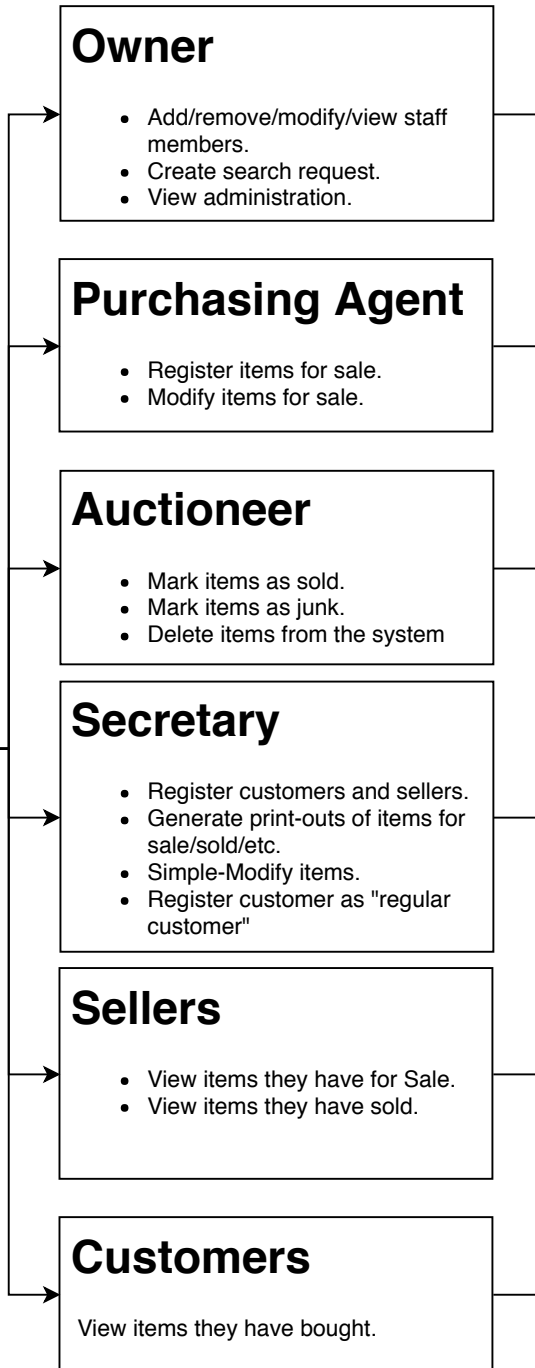 Owner
• Add/remove/modify/view staff
members.
• Create search request.
• View administration.
Purchasing Agent
• Register items for sale.
• Modify items for sale.
Auctioneer
• Mark items as sold.
• Mark items as junk.
• Delete items from the system
Secretary
• Register customers and sellers.
• Generate print-outs of items for
sale/sold/etc.
• Simple-Modify items.
• Register customer as "regular
customer"
Sellers
• View items they have for Sale.
• View items they have sold.
Customers
View items they have bought.